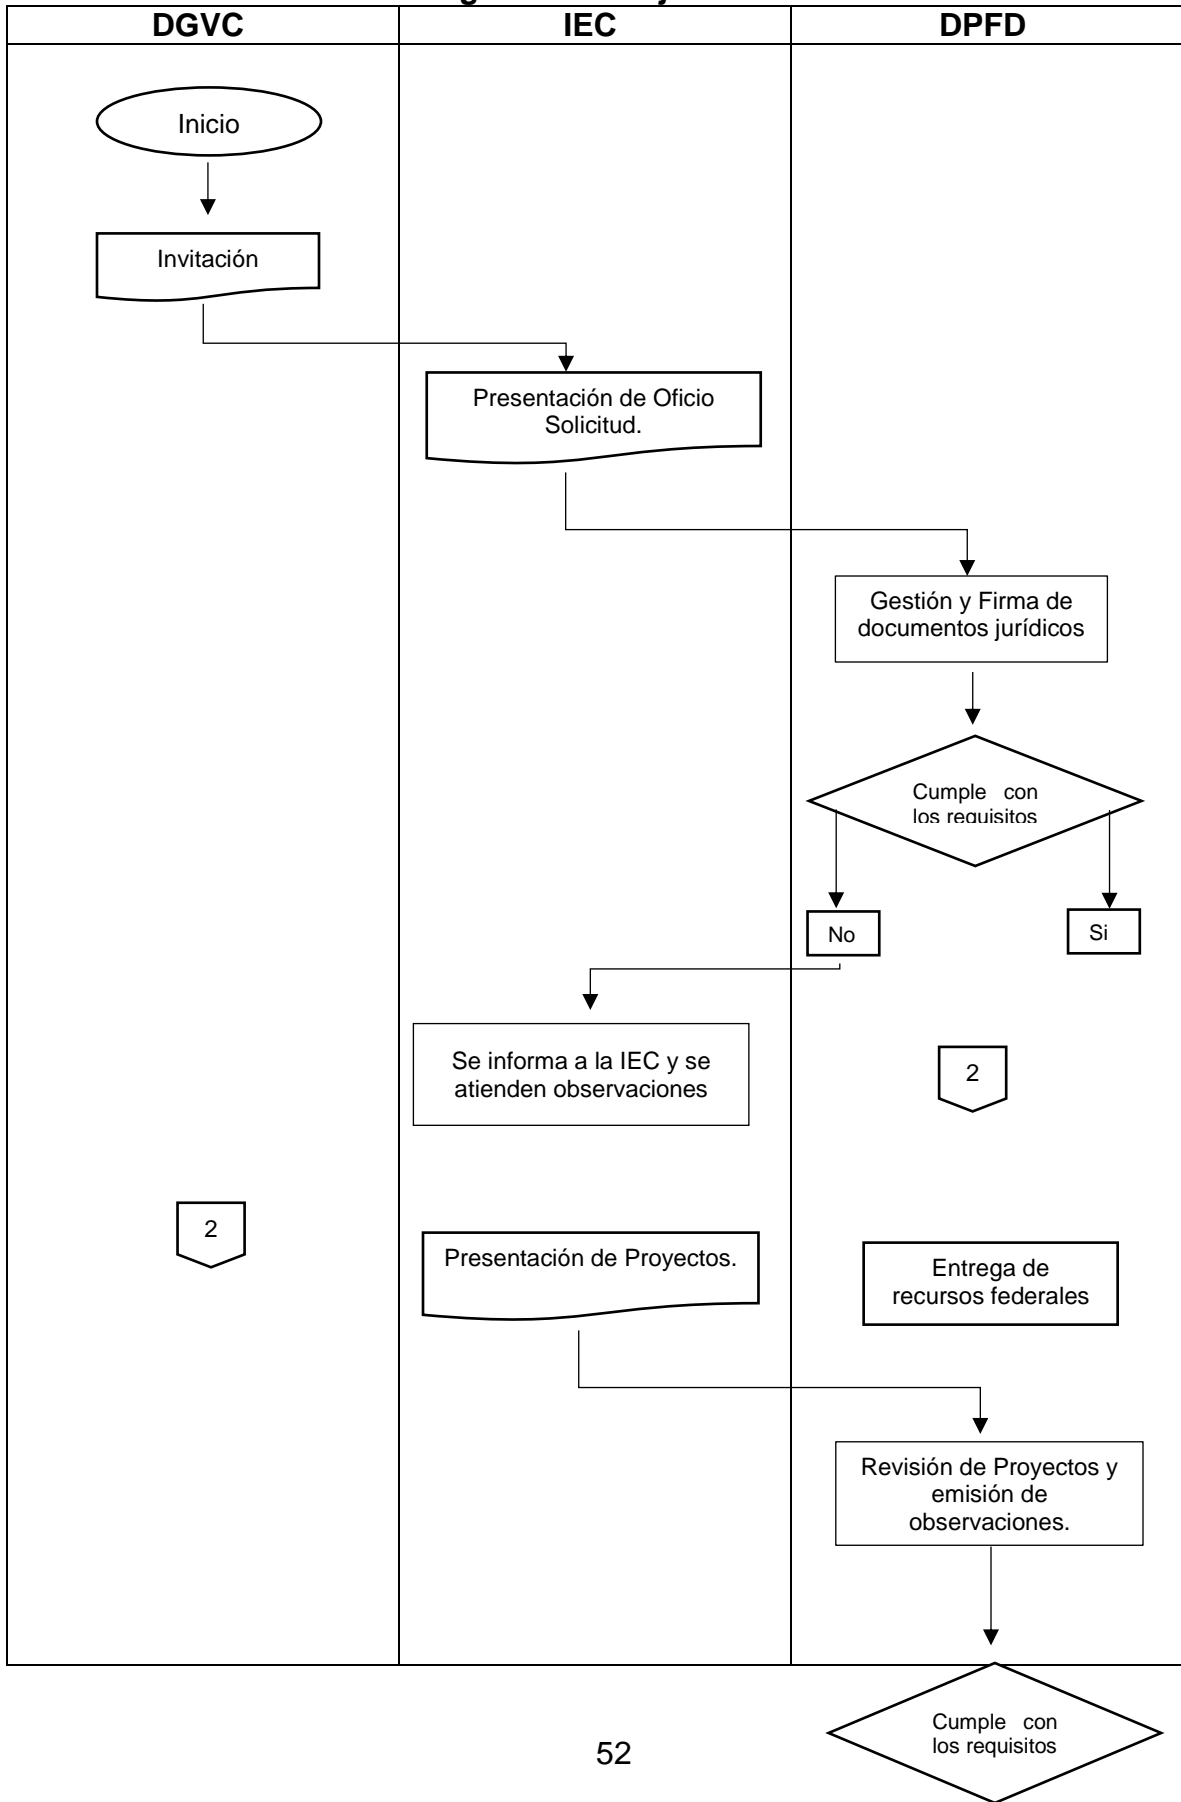 DGVC
IEC
DPFD
Inicio
Invitación
Presentación de Oficio
Solicitud.
Gestión y Firma de
documentos jurídicos
Cumple con
los requisitos
No
Si
Se informa a la IEC y se
atienden observaciones
2
2
Presentación de Proyectos.
Entrega de
recursos federales
Revisión de Proyectos y
emisión de
observaciones.
Cumple con
los requisitos
52